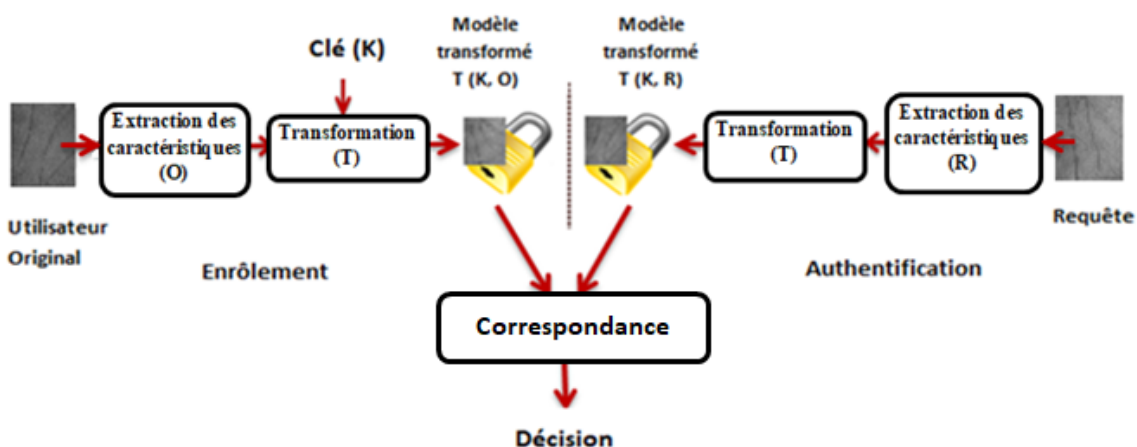 Clé (K)
Modèle
transformé
T (K, O)
Modèle
transformé
T (K, R)
Extraction des
caractéristiques
(O)
Transformation
(T)
Transformation
(T)
Extraction des
caractéristiques
(R)
Utilisateur
Original
Requête
Enrôlement
Authentification
Correspondance
Décision